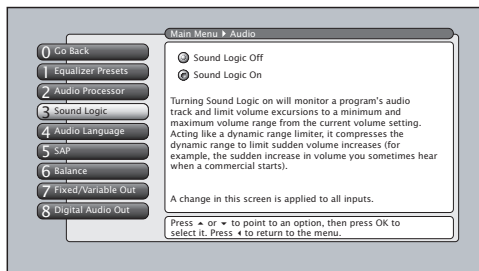 Main Menu ▸ Audio
0 Go Back
1 Equalizer Presets
2 Audio Processor
3 Sound Logic
4 Audio Language
5 SAP
6 Balance
7 Fixed/Variable Out
8 Digital Audio Out
Sound Logic Off
Sound Logic On
Turning Sound Logic on will monitor a program's audio
track and limit volume excursions to a minimum and
maximum volume range from the current volume setting.
Acting like a dynamic range limiter, it compresses the
dynamic range to limit sudden volume increases (for
example, the sudden increase in volume you sometimes hear
when a commercial starts).
A change in this screen is applied to all inputs.
Press ▴ or ▾ to point to an option, then press OK to
select it. Press ◂ to return to the menu.